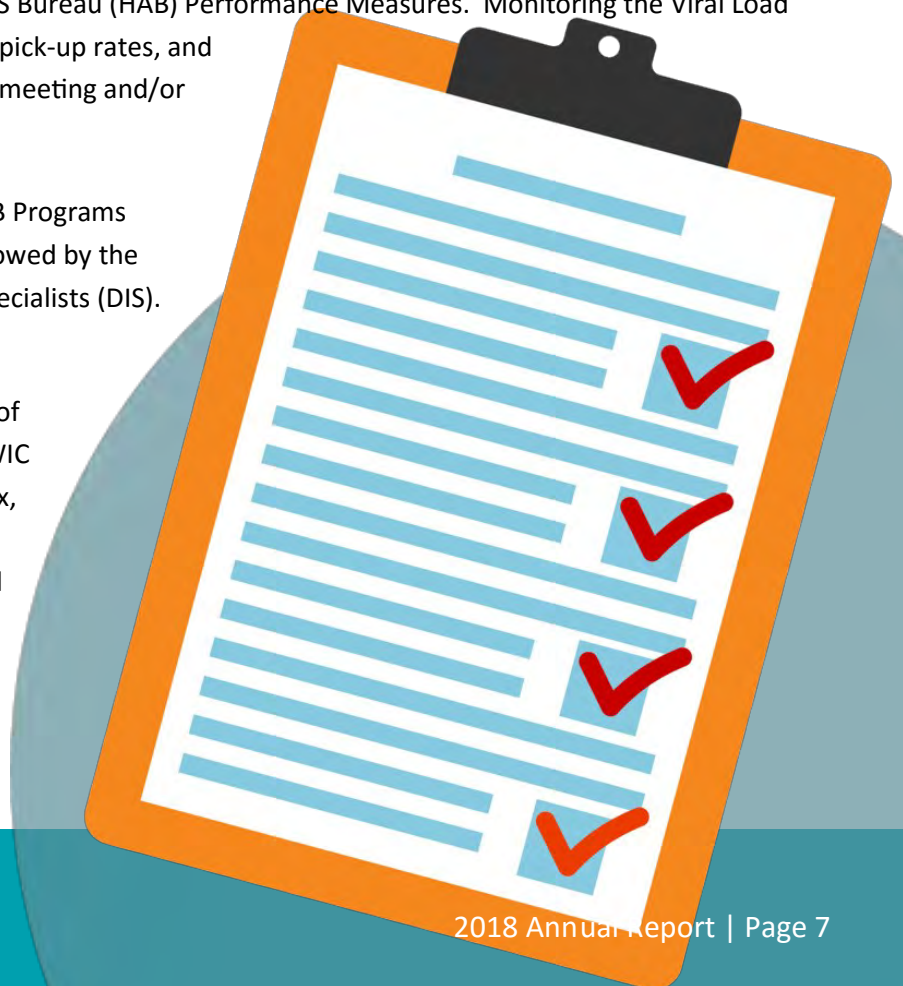 S Bureau (HAB) Performance Measures.  Monitoring the Viral Load
pick-up rates, and
meeting and/or
B Programs
owed by the
ecialists (DIS).
of
VIC
x,
2018 Annual Report | Page 7